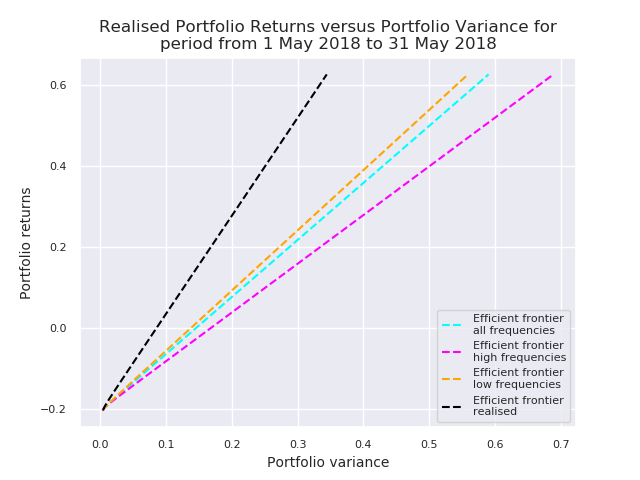 Realised Portfolio Returns versus Portfolio Variance for
period from 1 May 2018 to 31 May 2018
Portfolio returns
0.6
0.4
0.2
0.0
−0.2
Efficient frontier
all frequencies
Efficient frontier
high frequencies
Efficient frontier
low frequencies
Efficient frontier
realised
0.0 0.1 0.2 0.3 0.4 0.5 0.6 0.7
Portfolio variance